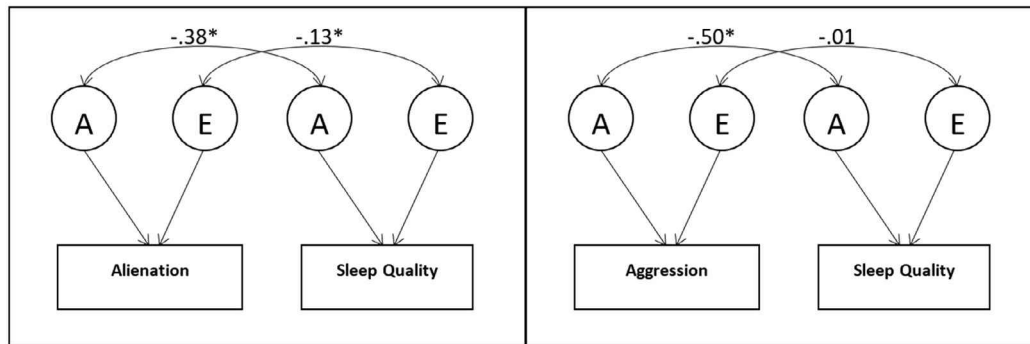 -.38* -.13*
A E A E
Alienation Sleep Quality
-.50* -.01
A E A E
Aggression Sleep Quality